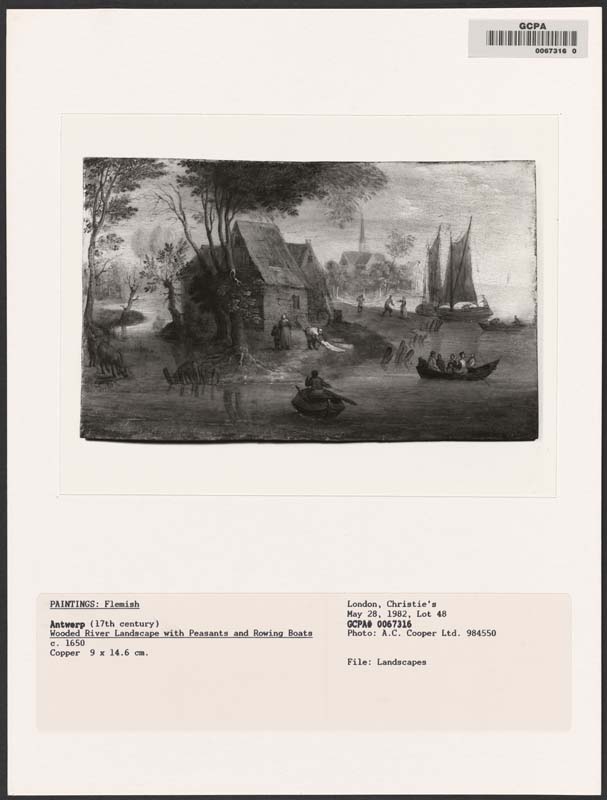 GCPA
0067316 0
PAINTINGS: Flemish
Antwerp (17th century)
Wooded River Landscape with Peasants and Rowing Boats
c. 1650
Copper 9 x 14.6 cm.
London, Christie's
May 28, 1982, Lot 48
GCPA# 0067316
Photo: A.C. Cooper Ltd. 984550
File: Landscapes